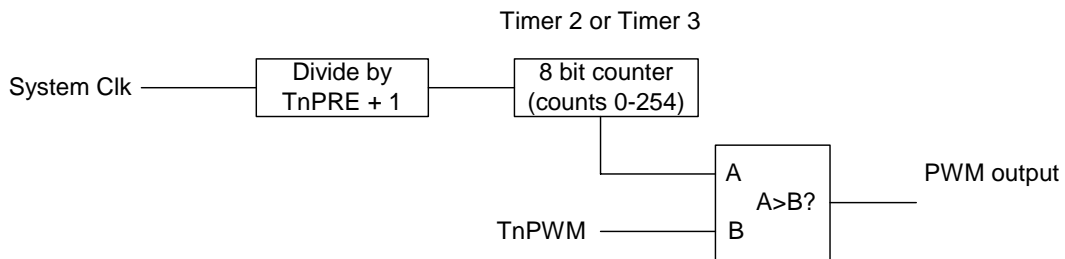 Timer 2 or Timer 3
System Clk
Divide by
TnPRE + 1
8 bit counter
(counts 0-254)
A
PWM output
A>B?
TnPWM
B